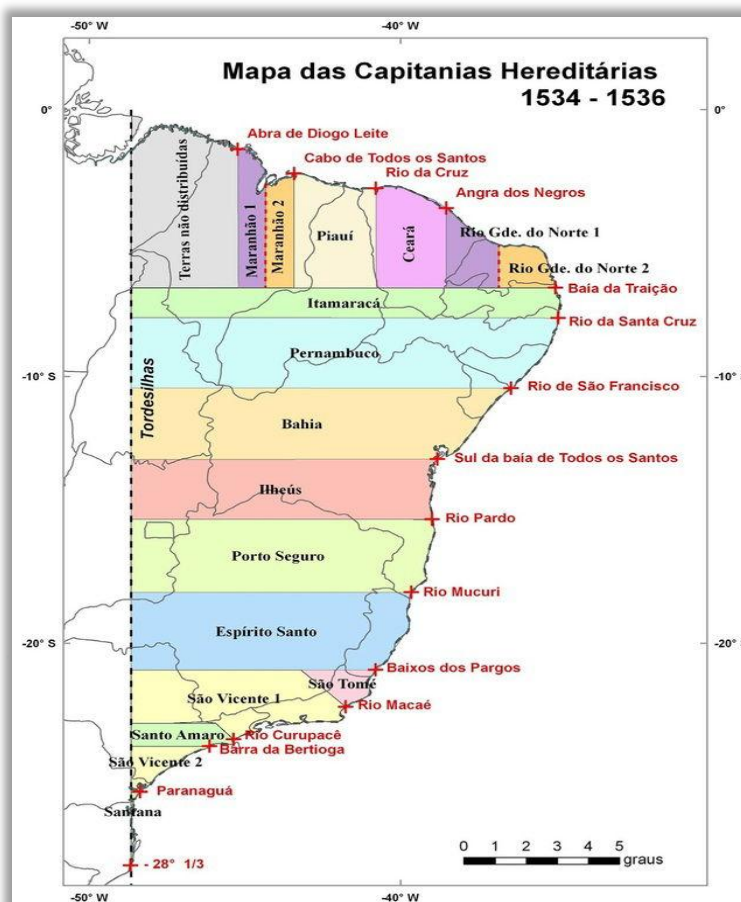 -50° W
-40° W
Mapa das Capitanias Hereditárias
1534 - 1536
0°
0°
Abra de Diogo Leite
Cabo de Todos os Santos
Rio da Cruz
Angra dos Negros
Terras não distribuídas
Maranhão 1
Maranhão 2
Piauí
Ceará
Rio Gde. do Norte 1
Rio Gde. do Norte 2
Baía da Traição
Itamaracá
Rio da Santa Cruz
Pernambuco
-10° S
-10° S
Rio de São Francisco
Tordesilhas
Bahia
Sul da baía de Todos os Santos
Ilheús
Rio Pardo
Porto Seguro
Rio Mucuri
Espírito Santo
-20° S
-20° S
Baixos dos Pargos
São Tomé
São Vicente 1
Rio Macaé
Santo Amaro
Rio Curupacê
Barra da Bertioga
São Vicente 2
Paranaguá
Santana
- 28° 1/3
0 1 2 3 4 5
graus
-50° W
-40° W